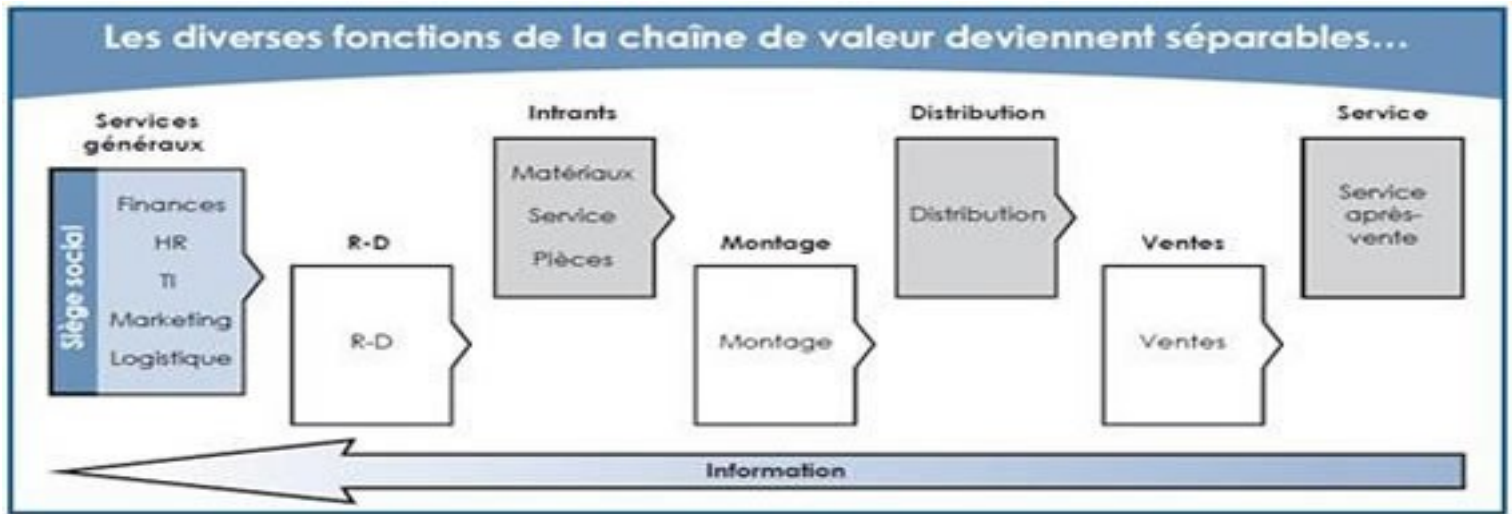 Les diverses fonctions de la chaîne de valeur deviennent séparables...
Services
généraux
Siège social
Finances
HR
TI
Marketing
Logistique
R-D
R-D
Intrants
Matériaux
Service
Pièces
Montage
Montage
Distribution
Distribution
Ventes
Ventes
Service
Service
après-
vente
Information